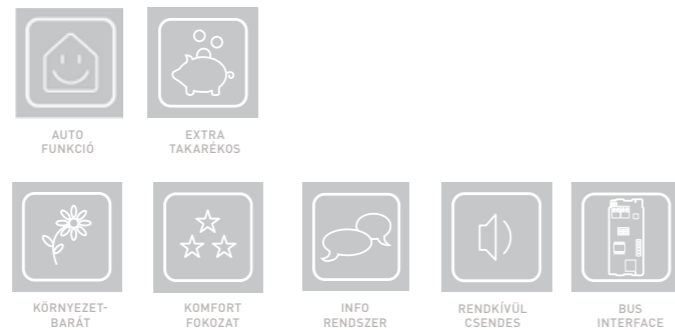 AUTO
FUNKCIÓ
EXTRA
TAKARÉKOS
KÖRNYEZET-
BARÁT
KOMFORT
FOKOZAT
INFO
RENDSZER
RENDKÍVÜL
CSENDES
BUS
INTERFACE